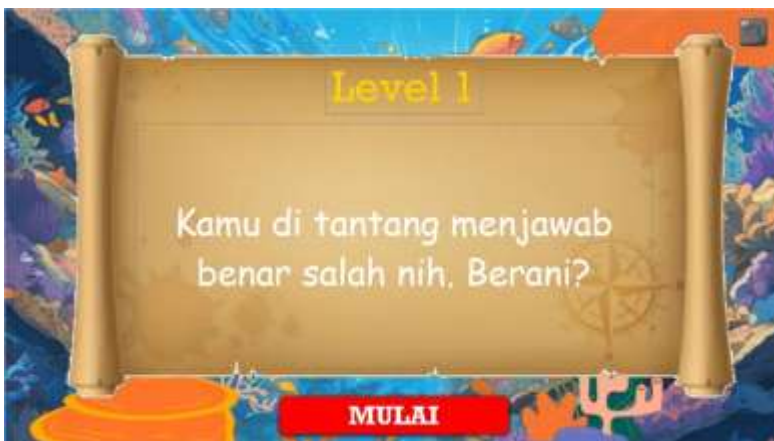 Level 1
Kamu di tantang menjawab
benar salah nih. Berani?
MULAI